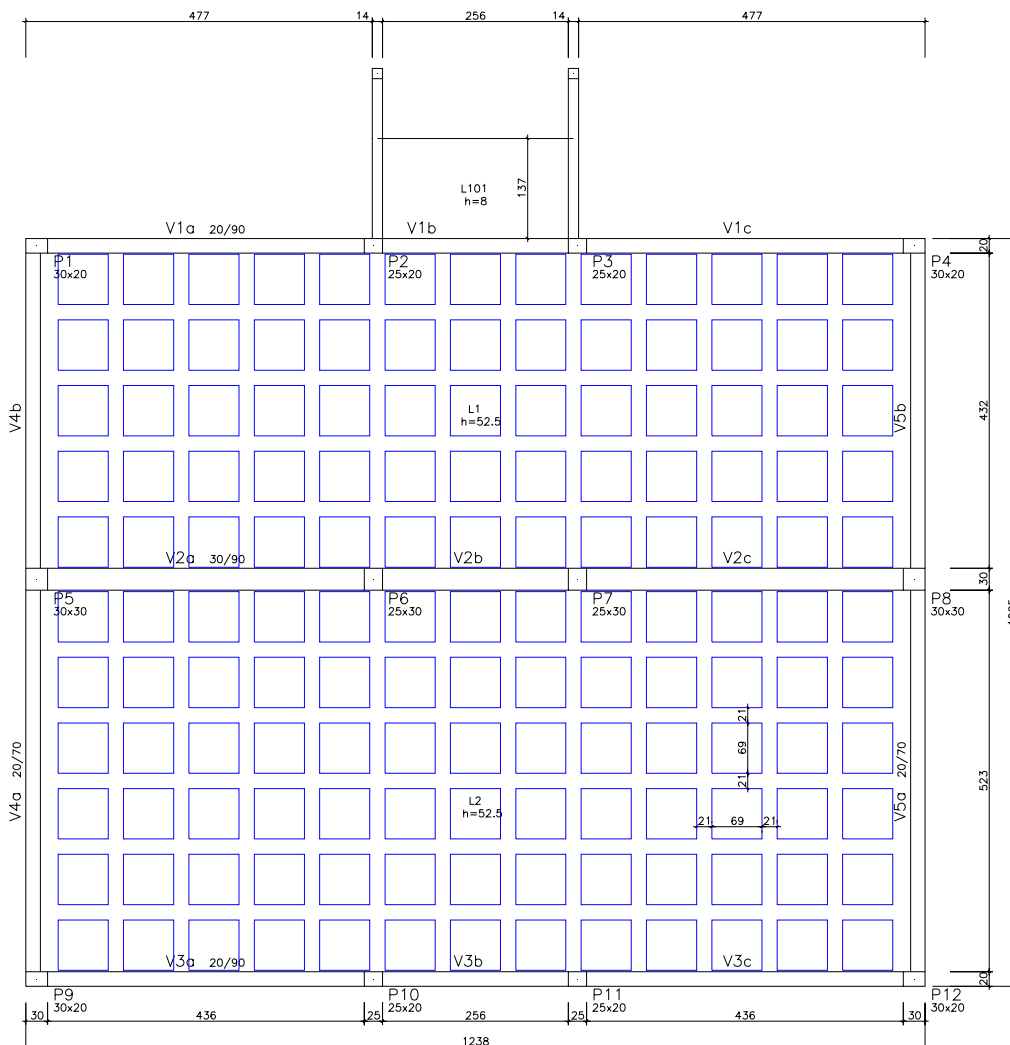 477 14 256 14 477
137
L101
h=8
V1a 20/90 V1b V1c
20
P1 P2 P3 P4
30x20 25x20 25x20 30x20
V4b L1 V5b 432
h=52.5
V2a 30/90 V2b V2c
30
P5 P6 P7 P8
30x30 25x30 25x30 30x30
21
69
21
V4a 20/70 L2 V5a 20/70 523
h=52.5
21 69 21
V3a 20/90 V3b V3c
20
P9 P10 P11 P12
30x20 25x20 25x20 30x20
30 436 25 256 25 436 30
1238